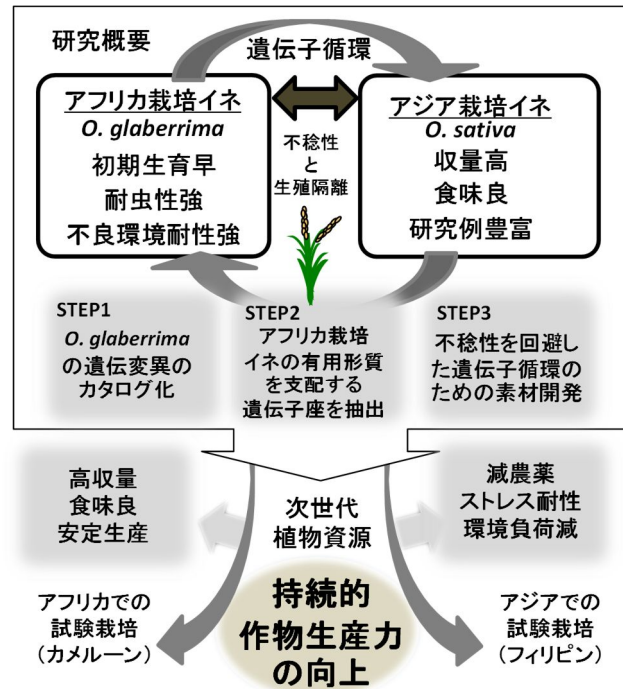 研究概要
遺伝子循環
アフリカ栽培イネ
O. glaberrima
初期生育早
耐虫性強
不良環境耐性強
不稔性
と
生殖隔離
アジア栽培イネ
O. sativa
収量高
食味良
研究例豊富
STEP1
O. glaberrima
の遺伝変異の
カタログ化
STEP2
アフリカ栽培
イネの有用形質
を支配する
遺伝子座を抽出
STEP3
不稔性を回避し
た遺伝子循環の
ための素材開発
高収量
食味良
安定生産
次世代
植物資源
減農薬
ストレス耐性
環境負荷減
アフリカでの
試験栽培
（カメルーン）
持続的
作物生産力
の向上
アジアでの
試験栽培
（フィリピン）